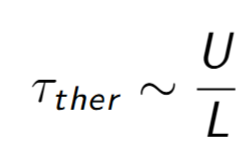 τ_ther ∼ U/L